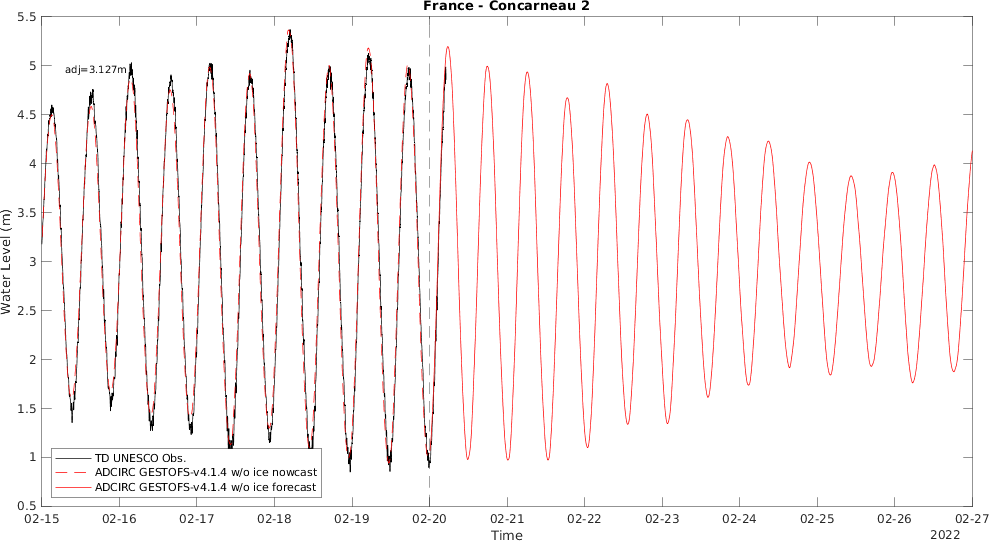 France - Concarneau 2
5.5
5
4.5
4
3.5
3
2.5
2
1.5
1
0.5
Water Level (m)
adj=3.127m
TD UNESCO Obs.
ADCIRC GESTOFS-v4.1.4 w/o ice nowcast
ADCIRC GESTOFS-v4.1.4 w/o ice forecast
02-15 02-16 02-17 02-18 02-19 02-20 02-21 02-22 02-23 02-24 02-25 02-26 02-27
Time
2022